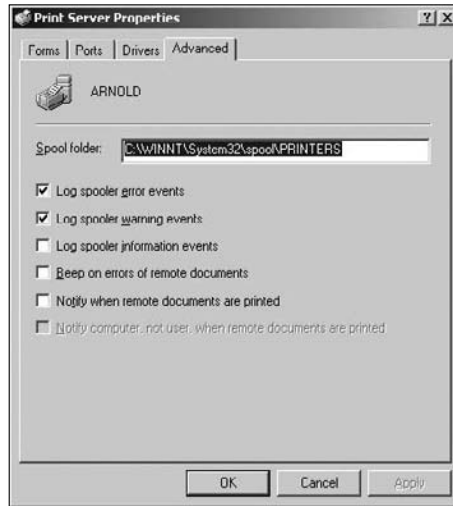 Print Server Properties
Forms Ports Drivers Advanced
ARNOLD
Spool folder: C:\WINNT\System32\spool\PRINTERS
Log spooler error events
Log spooler warning events
Log spooler information events
Beep on errors of remote documents
Notify when remote documents are printed
Notify computer, not user, when remote documents are printed
OK Cancel Apply